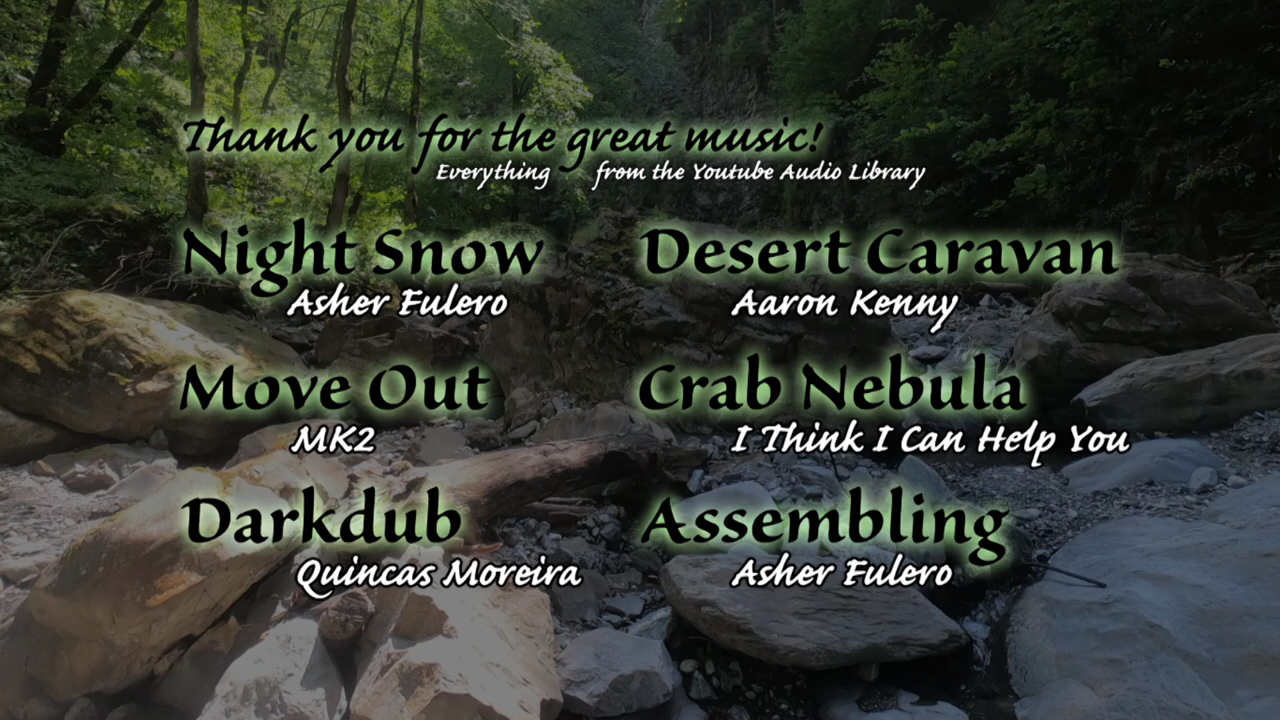 Thank you for the great music!
Everything from the Youtube Audio Library
Night Snow
Asher Fulero
Desert Caravan
Aaron Kenny
Move Out
MK2
Crab Nebula
I Think I Can Help You
Darkdub
Quincas Moreira
Assembling
Asher Fulero